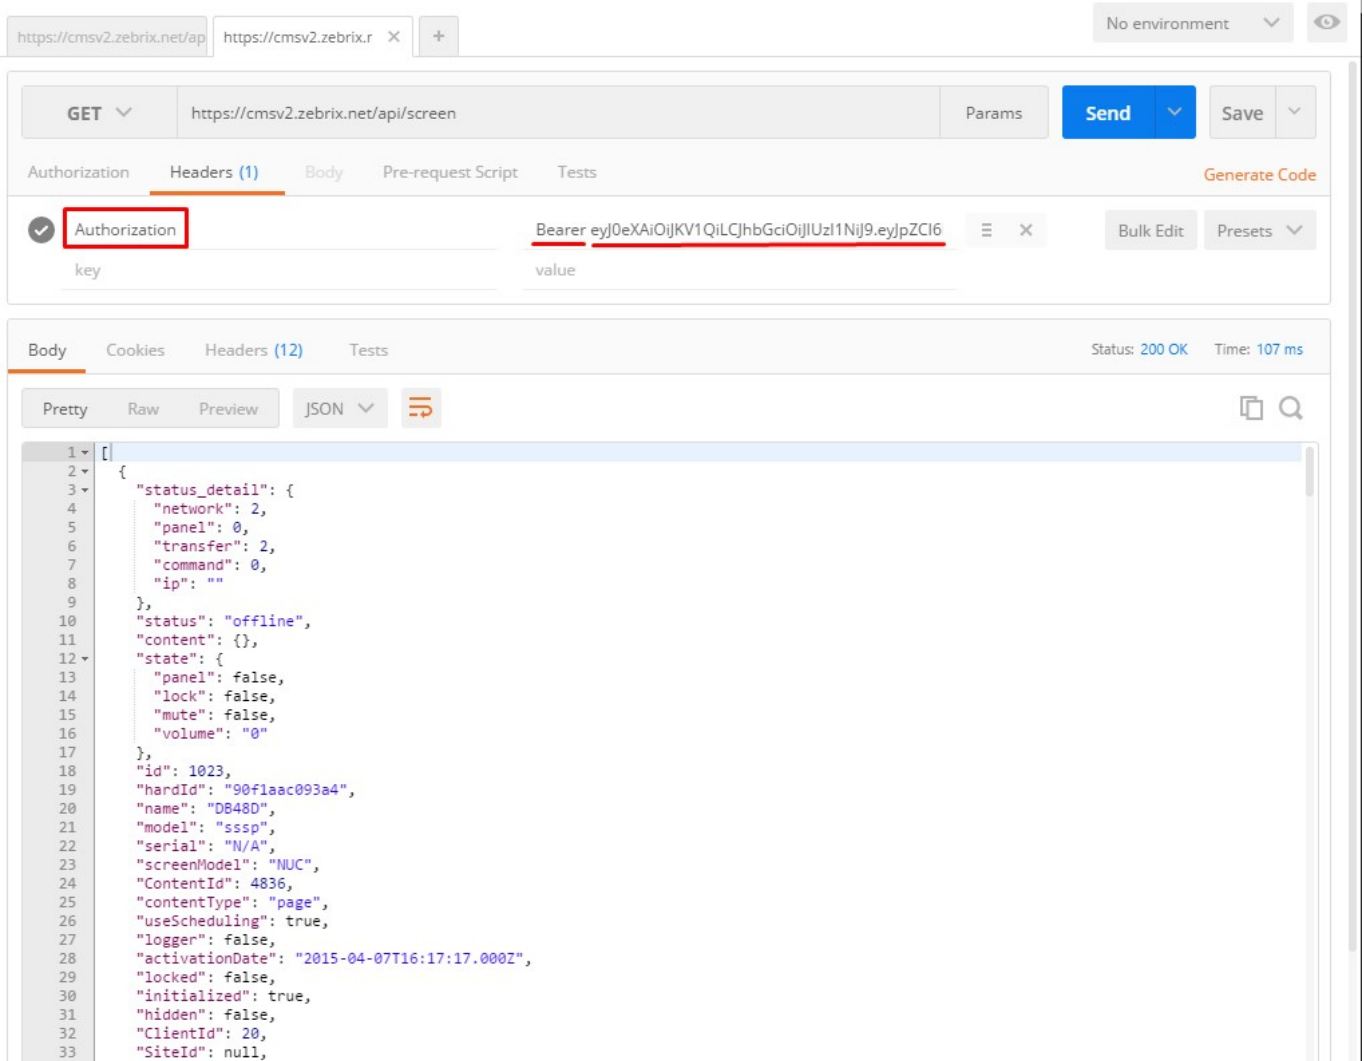 No environment
https://cmsv2.zebrix.net/ap https://cmsv2.zebrix.r × +
GET https://cmsv2.zebrix.net/api/screen Params Send Save
Authorization Headers (1) Body Pre-request Script Tests Generate Code
Authorization Bearer eyJ0eXAiOiJKV1QiLCJhbGciOiJIUzI1NiJ9.eyJpZCI6 Bulk Edit Presets
key value
Body Cookies Headers (12) Tests Status: 200 OK Time: 107 ms
Pretty Raw Preview JSON
1 [
2 {
3 "status_detail": {
4 "network": 2,
5 "panel": 0,
6 "transfer": 2,
7 "command": 0,
8 "ip": ""
9 },
10 "status": "offline",
11 "content": {},
12 "state": {
13 "panel": false,
14 "lock": false,
15 "mute": false,
16 "volume": "0"
17 },
18 "id": 1023,
19 "hardId": "90f1aac093a4",
20 "name": "DB48D",
21 "model": "sssp",
22 "serial": "N/A",
23 "screenModel": "NUC",
24 "ContentId": 4836,
25 "contentType": "page",
26 "useScheduling": true,
27 "logger": false,
28 "activationDate": "2015-04-07T16:17:17.000Z",
29 "locked": false,
30 "initialized": true,
31 "hidden": false,
32 "ClientId": 20,
33 "SiteId": null,